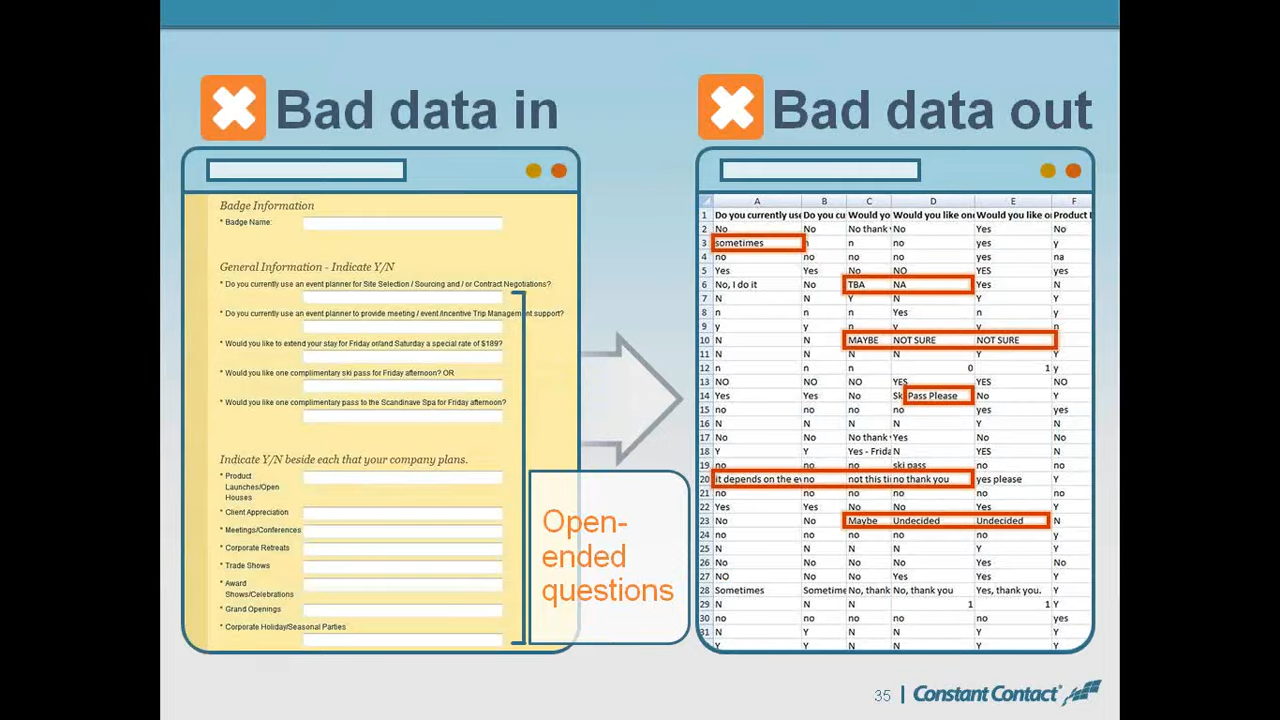 Bad data in
Bad data out
Badge Information
* Badge Name:
General Information - Indicate Y/N
* Do you currently use an event planner for Site Selection / Sourcing and / or Contract Negotiations?
* Do you currently use an event planner to provide meeting / event /Incentive Trip Management support?
* Would you like to extend your stay for Friday or/and Saturday a special rate of $189?
* Would you like one complimentary ski pass for Friday afternoon? OR
* Would you like one complimentary pass to the Scandinave Spa for Friday afternoon?
Indicate Y/N beside each that your company plans.
* Product
Launches/Open
Houses
* Client Appreciation
* Meetings/Conferences
* Corporate Retreats
* Trade Shows
* Award
Shows/Celebrations
* Grand Openings
* Corporate Holiday/Seasonal Parties
Open-
ended
questions
A B C D E F
1 Do you currently use Do you cu Would yo Would you like one Would you like o Product
2 No No No thank No yes No
3 sometimes n no yes y
4 no no no no yes na
5 Yes Yes No NO YES yes
6 No, I do it No TBA NA Yes N
7 N N Y N Y Y
8 n n n Yes n y
9 y y n y y y
10 N N MAYBE NOT SURE NOT SURE Y
11 N N N N Y Y
12 n n n 0 1 y
13 NO NO NO YES YES NO
14 Yes Yes No Ski Pass Please No Y
15 no no no no yes yes
16 N N N N Y N
17 No No No thank Yes No No
18 Y Y Yes - Frida Y YES Y
19 no no no ski pass no no
20 it depends on the ev no not this ti no thank you yes please Y
21 no no no no no no
22 Yes Yes No No Yes Y
23 No No Maybe Undecided Undecided N
24 no no no no no y
25 N N N N Y Y
26 No No No No Yes No
27 NO No No Yes Yes Y
28 Sometimes Sometime No, thank No, thank you Yes, thank you. Y
29 N N N 1 1 Y
30 no no no no no yes
31 N Y N N Y Y
Y Y N N Y Y
35 | Constant Contact